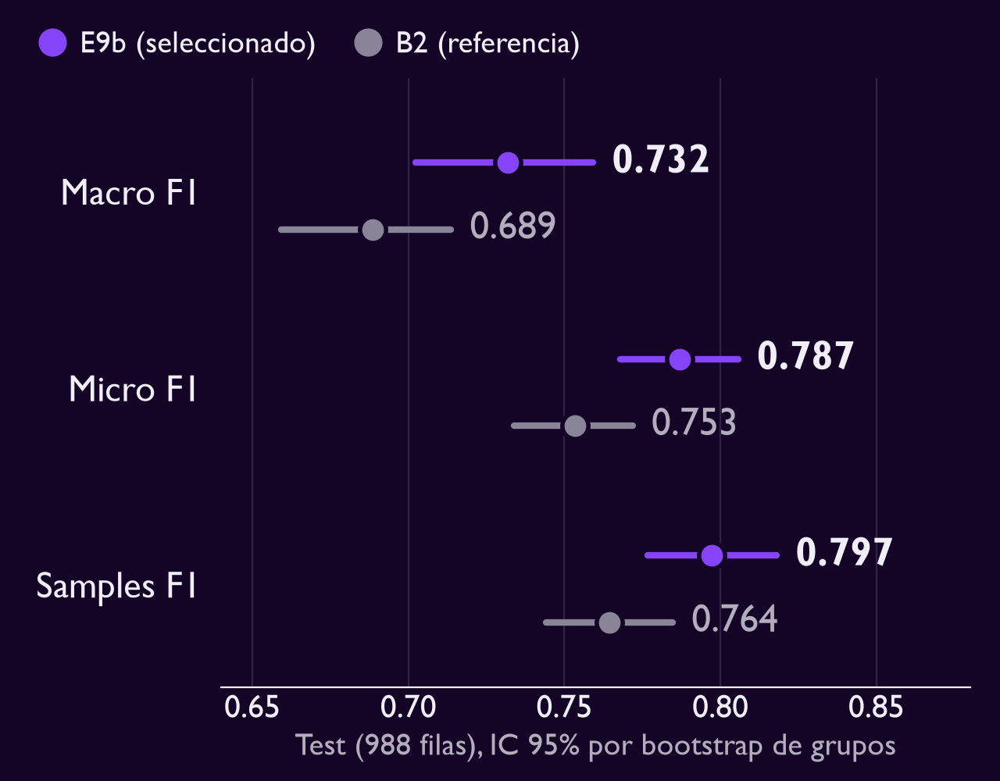 E9b (seleccionado) B2 (referencia)
0.732
Macro F1
0.689
0.787
Micro F1
0.753
0.797
Samples F1
0.764
0.65 0.70 0.75 0.80 0.85
Test (988 filas), IC 95% por bootstrap de grupos